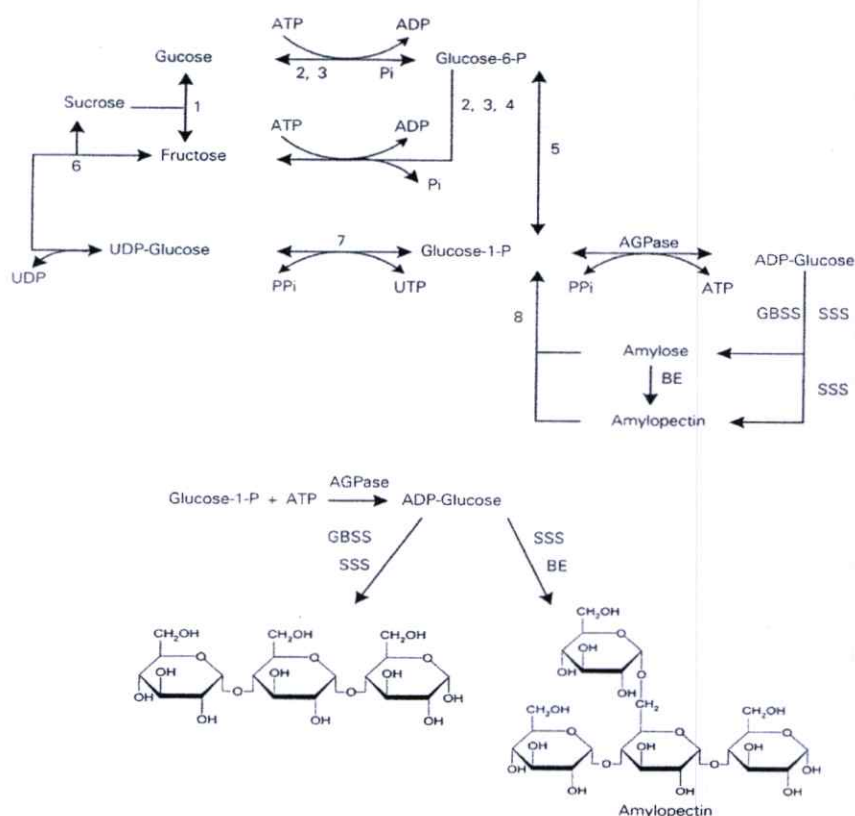 ATP ADP
Gucose Glucose-6-P
2, 3 Pi
Sucrose 1 2, 3, 4
ATP ADP
Fructose 5
6 Pi
UDP-Glucose 7 Glucose-1-P AGPase ADP-Glucose
UDP PPi UTP PPi ATP
8 GBSS SSS
Amylose
BE SSS
Amylopectin
Glucose-1-P + ATP AGPase ADP-Glucose
GBSS SSS
SSS BE
CH₂OH
CH₂OH CH₂OH CH₂OH
O O O O
OH OH OH OH
OH O O OH OH O
OH OH OH OH CH₂
CH₂OH CH₂OH
O O O
OH OH OH
OH O O OH
OH OH OH
Amylopectin